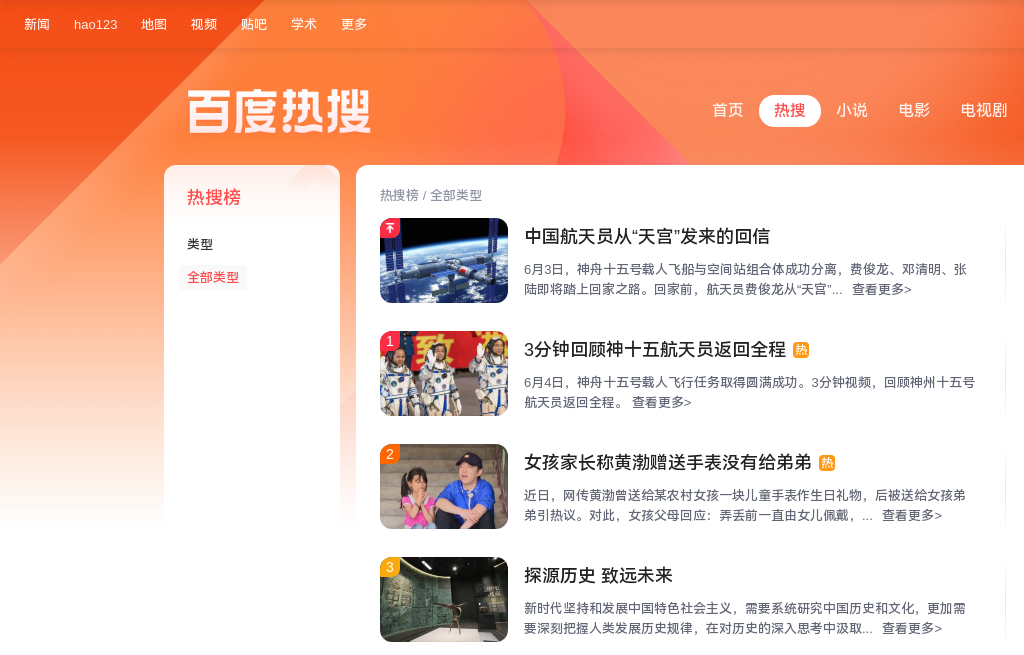 新闻 hao123 地图 视频 贴吧 学术 更多
百度热搜
首页 热搜 小说 电影 电视剧
热搜榜
类型
全部类型
热搜榜 / 全部类型
中国航天员从“天宫”发来的回信
6月3日，神舟十五号载人飞船与空间站组合体成功分离，费俊龙、邓清明、张
陆即将踏上回家之路。回家前，航天员费俊龙从“天宫”... 查看更多>
1
3分钟回顾神十五航天员返回全程 热
6月4日，神舟十五号载人飞行任务取得圆满成功。3分钟视频，回顾神州十五号
航天员返回全程。 查看更多>
2
女孩家长称黄渤赠送手表没有给弟弟 热
近日，网传黄渤曾送给某农村女孩一块儿童手表作生日礼物，后被送给女孩弟
弟引热议。对此，女孩父母回应：弄丢前一直由女儿佩戴，... 查看更多>
3
探源历史 致远未来
新时代坚持和发展中国特色社会主义，需要系统研究中国历史和文化，更加需
要深刻把握人类发展历史规律，在对历史的深入思考中汲取... 查看更多>